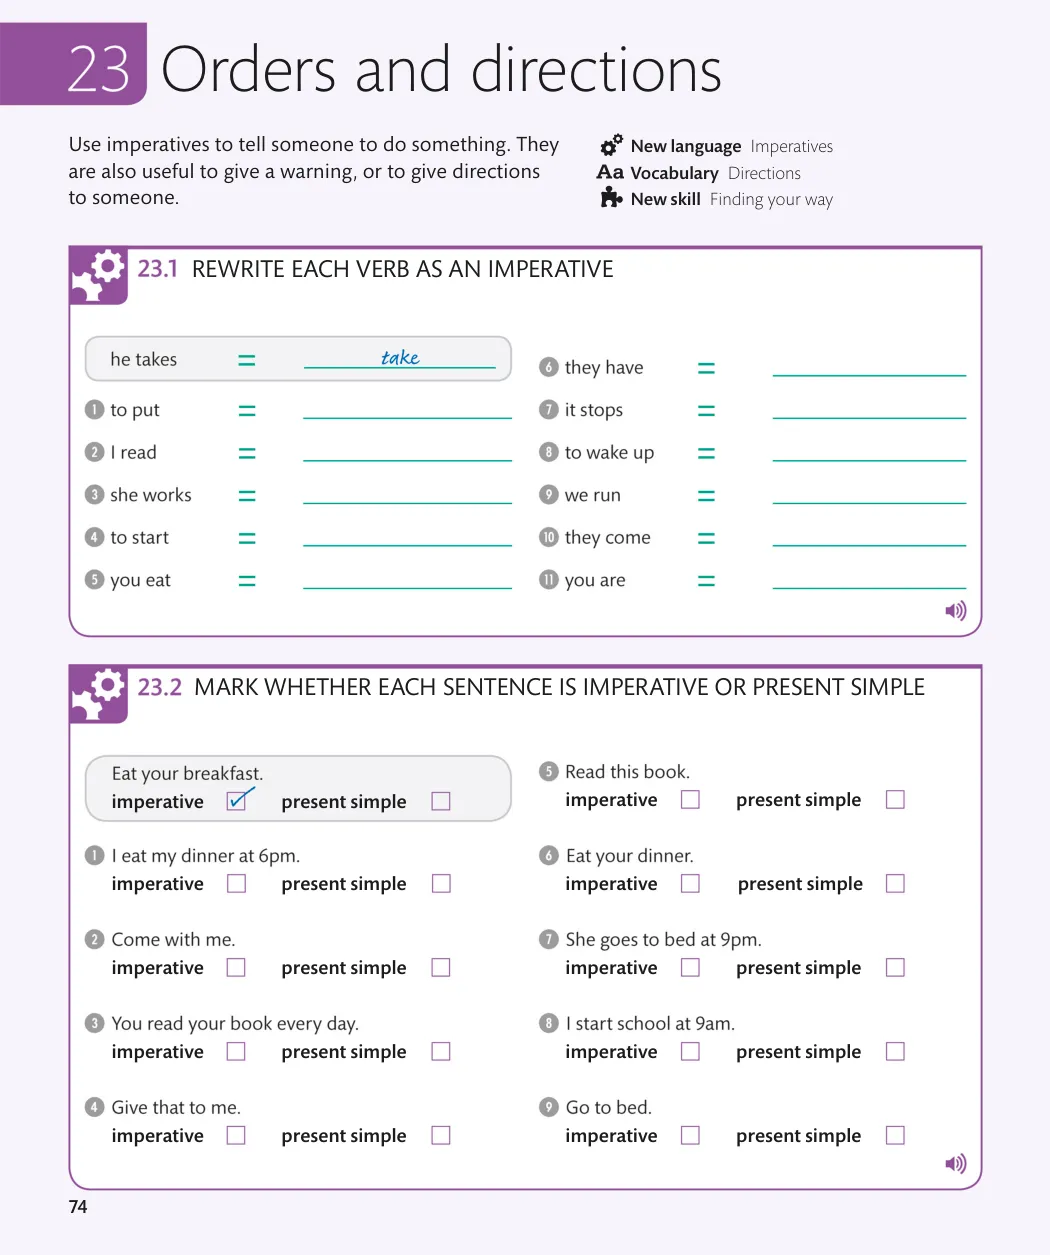 23 Orders and directions
Use imperatives to tell someone to do something. They
are also useful to give a warning, or to give directions
to someone.
New language Imperatives
Aa Vocabulary Directions
New skill Finding your way
23.1 REWRITE EACH VERB AS AN IMPERATIVE
he takes = take
1 to put =
2 I read =
3 she works =
4 to start =
5 you eat =
6 they have =
7 it stops =
8 to wake up =
9 we run =
10 they come =
11 you are =
23.2 MARK WHETHER EACH SENTENCE IS IMPERATIVE OR PRESENT SIMPLE
Eat your breakfast.
imperative present simple
1 I eat my dinner at 6pm.
imperative present simple
2 Come with me.
imperative present simple
3 You read your book every day.
imperative present simple
4 Give that to me.
imperative present simple
5 Read this book.
imperative present simple
6 Eat your dinner.
imperative present simple
7 She goes to bed at 9pm.
imperative present simple
8 I start school at 9am.
imperative present simple
9 Go to bed.
imperative present simple
74